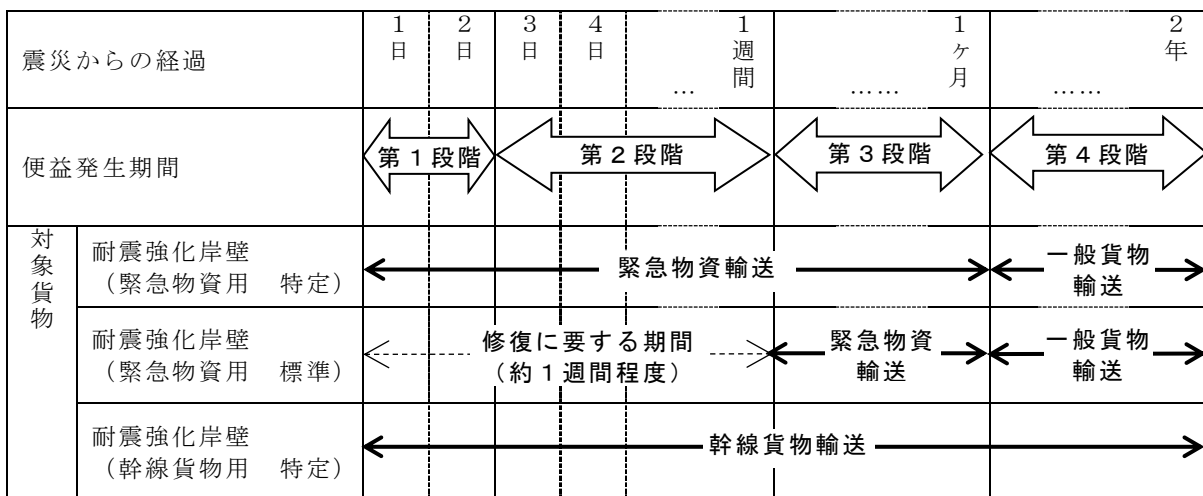 震災からの経過
1日
2日
3日
4日
…
1週間
……
1ヶ月
……
2年
便益発生期間
第1段階
第2段階
第3段階
第4段階
対象貨物
耐震強化岸壁
（緊急物資用　特定）
緊急物資輸送
一般貨物
輸送
耐震強化岸壁
（緊急物資用　標準）
修復に要する期間
（約1週間程度）
緊急物資
輸送
一般貨物
輸送
耐震強化岸壁
（幹線貨物用　特定）
幹線貨物輸送